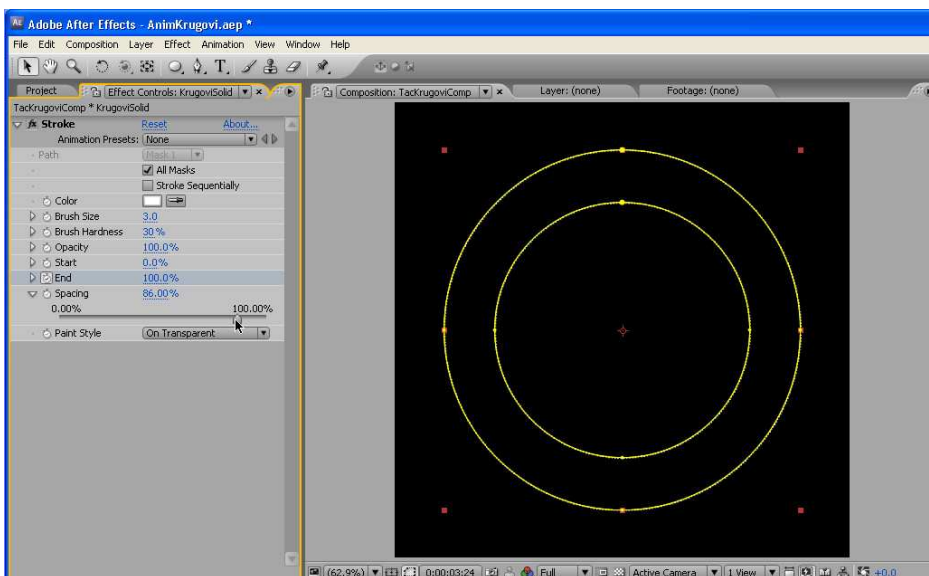 Ae Adobe After Effects - AnimKrugovi.aep *
File Edit Composition Layer Effect Animation View Window Help
Project Effect Controls: KrugoviSolid Composition: TacKrugoviComp Layer: (none) Footage: (none)
TacKrugoviComp * KrugoviSolid
fx Stroke Reset About...
Animation Presets: None
Path Mask 1
All Masks
Stroke Sequentially
Color
Brush Size 3.0
Brush Hardness 30 %
Opacity 100.0%
Start 0.0%
End 100.0%
Spacing 86.00%
0.00% 100.00%
Paint Style On Transparent
(62.9%) 0:00:03:24 Full Active Camera 1 View +0.0